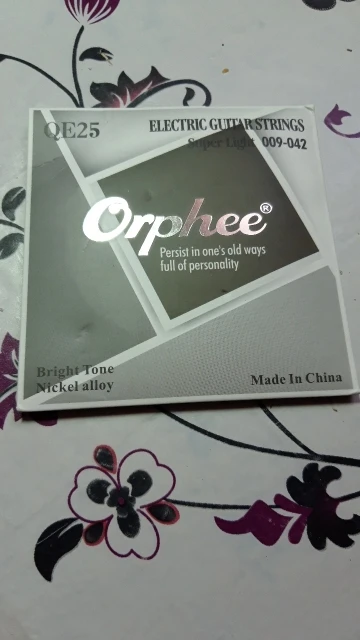 QE25
ELECTRIC GUITAR STRINGS
Super Light 009-042
Orphee®
Persist in one's old ways
full of personality
Bright Tone
Nickel alloy
Made In China